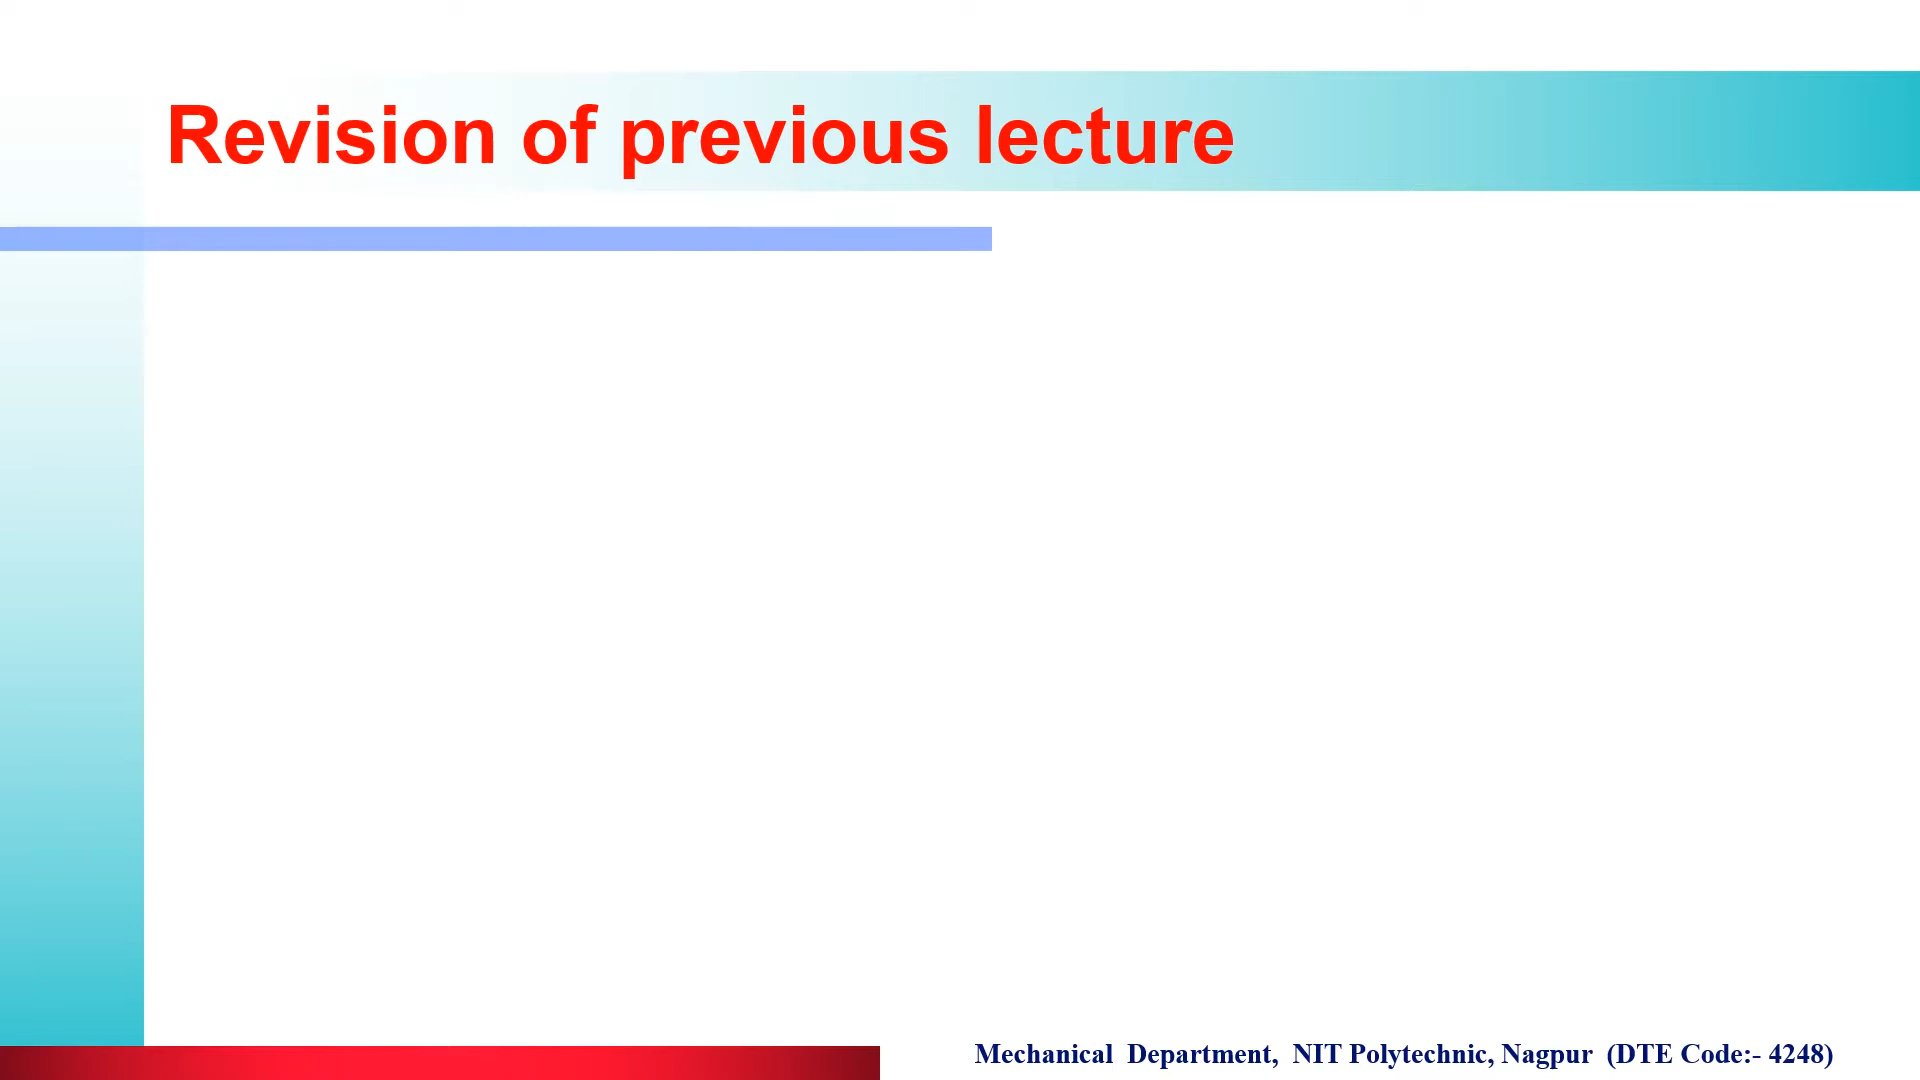 Revision of previous lecture
Mechanical Department, NIT Polytechnic, Nagpur (DTE Code:- 4248)